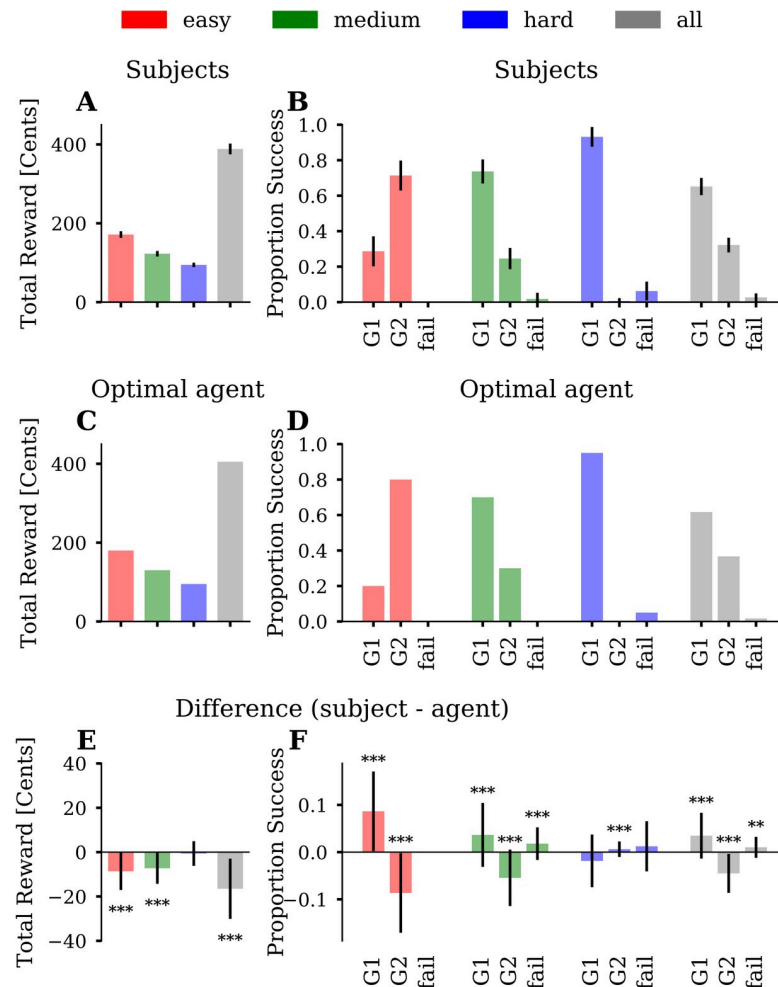 easy medium hard all
Subjects Subjects
A B
Total Reward [Cents]
400
200
0
Proportion Success
1.0
0.8
0.6
0.4
0.2
0.0
G1 G2 fail G1 G2 fail G1 G2 fail G1 G2 fail
Optimal agent Optimal agent
C D
Total Reward [Cents]
400
200
0
Proportion Success
1.0
0.8
0.6
0.4
0.2
0.0
G1 G2 fail G1 G2 fail G1 G2 fail G1 G2 fail
Difference (subject - agent)
E F
Total Reward [Cents]
40
20
0
−20
−40
*** *** ***
Proportion Success
0.1
0.0
−0.1
*** *** *** *** *** *** *** *** **
G1 G2 fail G1 G2 fail G1 G2 fail G1 G2 fail